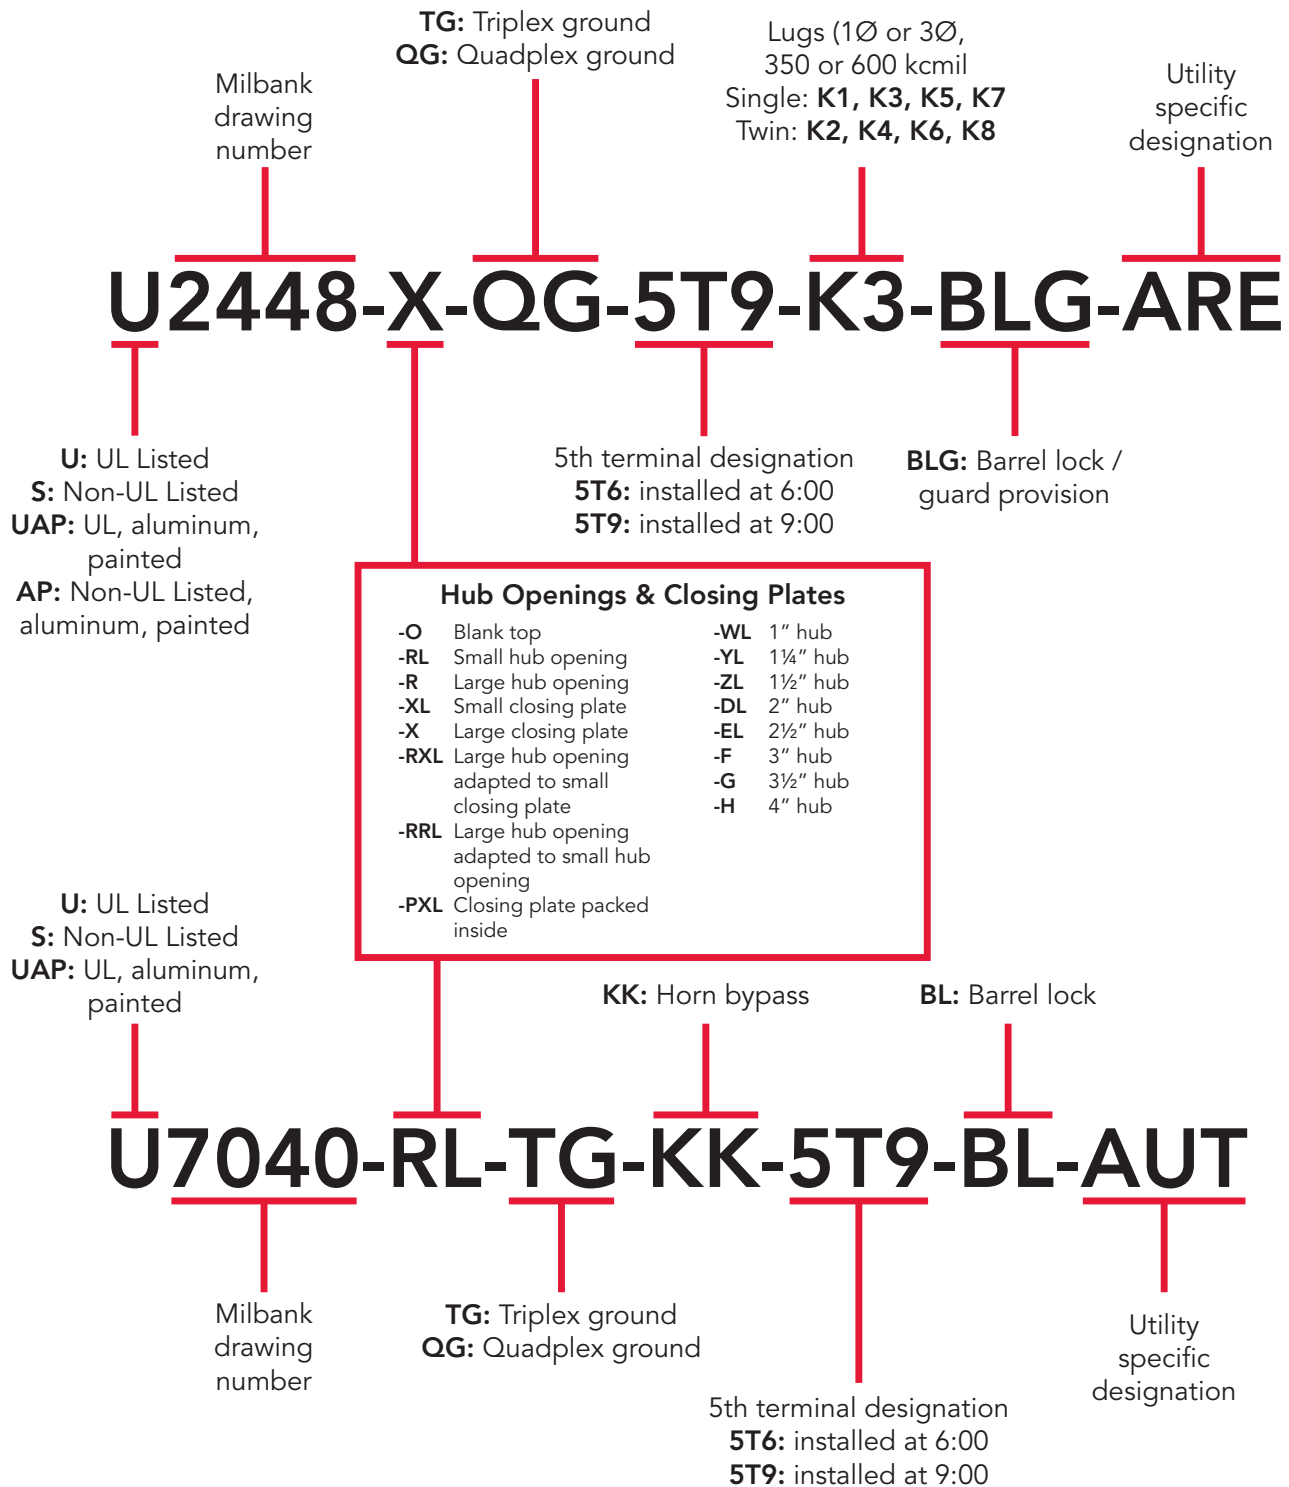 TG: Triplex ground
QG: Quadplex ground
Lugs (1Ø or 3Ø,
350 or 600 kcmil
Single: K1, K3, K5, K7
Twin: K2, K4, K6, K8
Milbank
drawing
number
Utility
specific
designation
U2448-X-QG-5T9-K3-BLG-ARE
U: UL Listed
S: Non-UL Listed
UAP: UL, aluminum,
painted
AP: Non-UL Listed,
aluminum, painted
5th terminal designation
5T6: installed at 6:00
5T9: installed at 9:00
BLG: Barrel lock /
guard provision
Hub Openings & Closing Plates
-O Blank top
-RL Small hub opening
-R Large hub opening
-XL Small closing plate
-X Large closing plate
-RXL Large hub opening
adapted to small
closing plate
-RRL Large hub opening
adapted to small hub
opening
-PXL Closing plate packed
inside
-WL 1” hub
-YL 1¼” hub
-ZL 1½” hub
-DL 2” hub
-EL 2½” hub
-F 3” hub
-G 3½” hub
-H 4” hub
U: UL Listed
S: Non-UL Listed
UAP: UL, aluminum,
painted
KK: Horn bypass
BL: Barrel lock
U7040-RL-TG-KK-5T9-BL-AUT
Milbank
drawing
number
TG: Triplex ground
QG: Quadplex ground
5th terminal designation
5T6: installed at 6:00
5T9: installed at 9:00
Utility
specific
designation